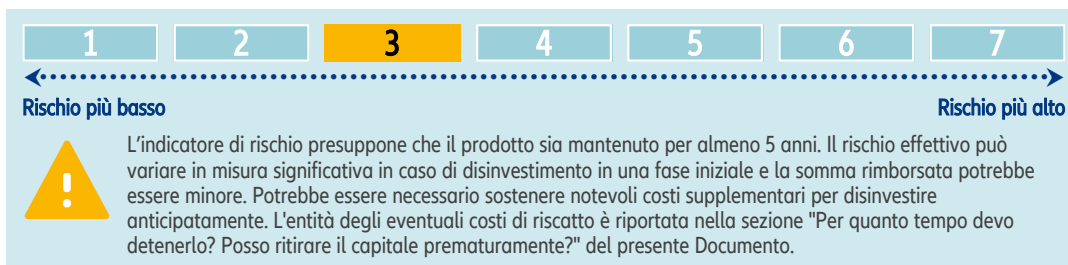 1 2 3 4 5 6 7
Rischio più basso Rischio più alto
!
L'indicatore di rischio presuppone che il prodotto sia mantenuto per almeno 5 anni. Il rischio effettivo può
variare in misura significativa in caso di disinvestimento in una fase iniziale e la somma rimborsata potrebbe
essere minore. Potrebbe essere necessario sostenere notevoli costi supplementari per disinvestire
anticipatamente. L'entità degli eventuali costi di riscatto è riportata nella sezione "Per quanto tempo devo
detenerlo? Posso ritirare il capitale prematuramente?" del presente Documento.